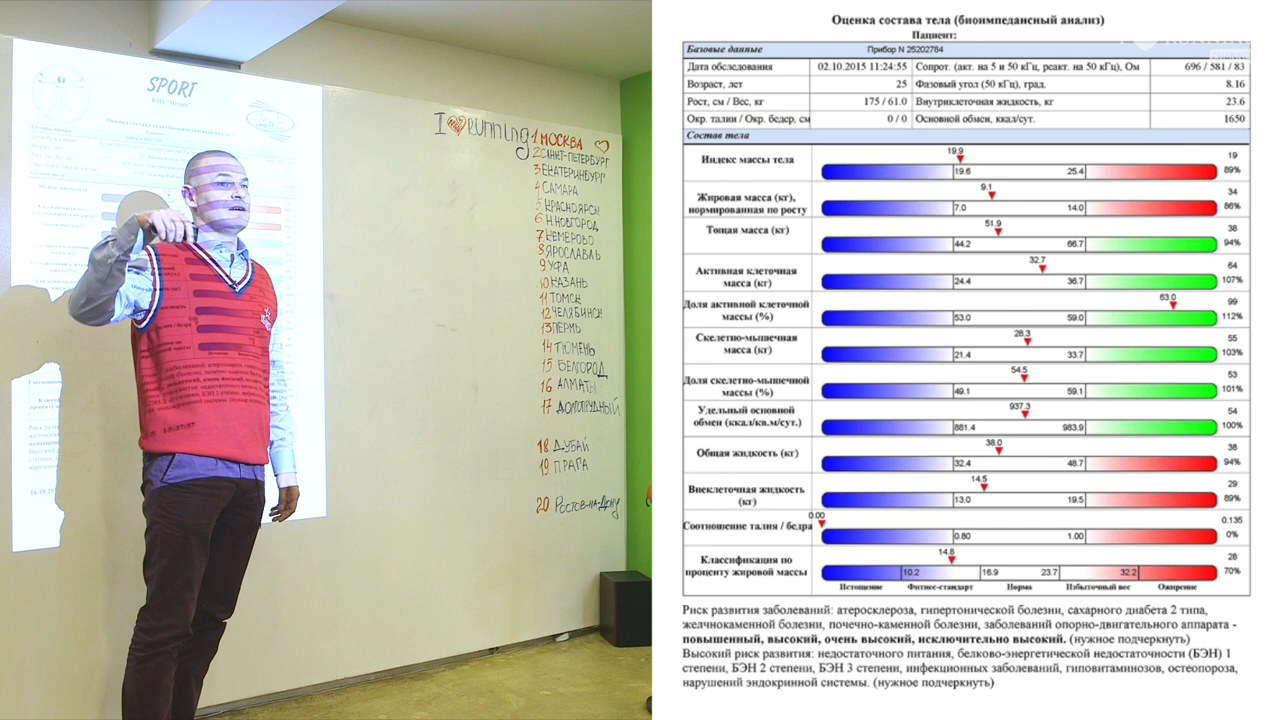 SPORT
I running
1 МОСКВА
2 САНКТ-ПЕТЕРБУРГ
3 ЕКАТЕРИНБУРГ
4 САМАРА
5 КРАСНОЯРСК
6 Н.НОВГОРОД
7 КЕМЕРОВО
8 ЯРОСЛАВЛЬ
9 УФА
10 КАЗАНЬ
11 ТОМСК
12 ЧЕЛЯБИНСК
13 ПЕРМЬ
14 ТЮМЕНЬ
15 БЕЛГОРОД
16 АЛМАТЫ
17 ДОЛГОПРУДНЫЙ
18 ДУБАЙ
19 ПРАГА
20 РОСТОВ-НА-ДОНУ
Оценка состава тела (биоимпедансный анализ)
Пациент:
Базовые данные Прибор N 25202784
Дата обследования 02.10.2015 11:24:55 Сопрот. (акт. на 5 и 50 кГц, реакт. на 50 кГц), Ом 696 / 581 / 83
Возраст, лет 25 Фазовый угол (50 кГц), град. 8.16
Рост, см / Вес, кг 175 / 61.0 Внутриклеточная жидкость, кг 23.6
Окр. талии / Окр. бедер, см 0 / 0 Основной обмен, ккал/сут. 1650
Состав тела
Индекс массы тела 19.9 19.6 25.4 19 89%
Жировая масса (кг),
нормированная по росту 9.1 7.0 14.0 34 86%
Тощая масса (кг) 51.9 44.2 66.7 38 94%
Активная клеточная
масса (кг) 32.7 24.4 36.7 64 107%
Доля активной клеточной
массы (%) 63.0 53.0 59.0 99 112%
Скелетно-мышечная
масса (кг) 28.3 21.4 33.7 55 103%
Доля скелетно-мышечной
массы (%) 54.5 49.1 59.1 53 101%
Удельный основной
обмен (ккал/кв.м/сут.) 937.3 881.4 983.9 54 100%
Общая жидкость (кг) 38.0 32.4 48.7 38 94%
Внеклеточная жидкость
(кг) 14.5 13.0 19.5 29 89%
Соотношение талия / бедра 0.00 0.80 1.00 0.135 0%
Классификация по
проценту жировой массы 14.8 10.2 16.9 23.7 32.2 28 70%
Истощение Фитнес-стандарт Норма Избыточный вес Ожирение
Риск развития заболеваний: атеросклероза, гипертонической болезни, сахарного диабета 2 типа,
желчнокаменной болезни, почечно-каменной болезни, заболеваний опорно-двигательного аппарата -
повышенный, высокий, очень высокий, исключительно высокий. (нужное подчеркнуть)
Высокий риск развития: недостаточного питания, белково-энергетической недостаточности (БЭН) 1
степени, БЭН 2 степени, БЭН 3 степени, инфекционных заболеваний, гиповитаминозов, остеопороза,
нарушений эндокринной системы. (нужное подчеркнуть)